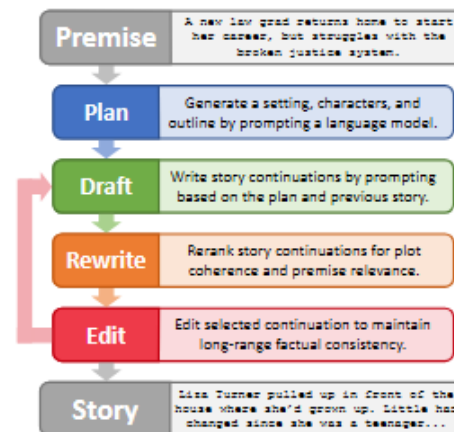 Premise
A new law grad returns home to start
her career, but struggles with the
broken justice system.
Plan
Generate a setting, characters, and
outline by prompting a language model.
Draft
Write story continuations by prompting
based on the plan and previous story.
Rewrite
Rerank story continuations for plot
coherence and premise relevance.
Edit
Edit selected continuation to maintain
long-range factual consistency.
Story
Lisa Turner pulled up in front of the
house where she'd grown up. Little has
changed since she was a teenager...